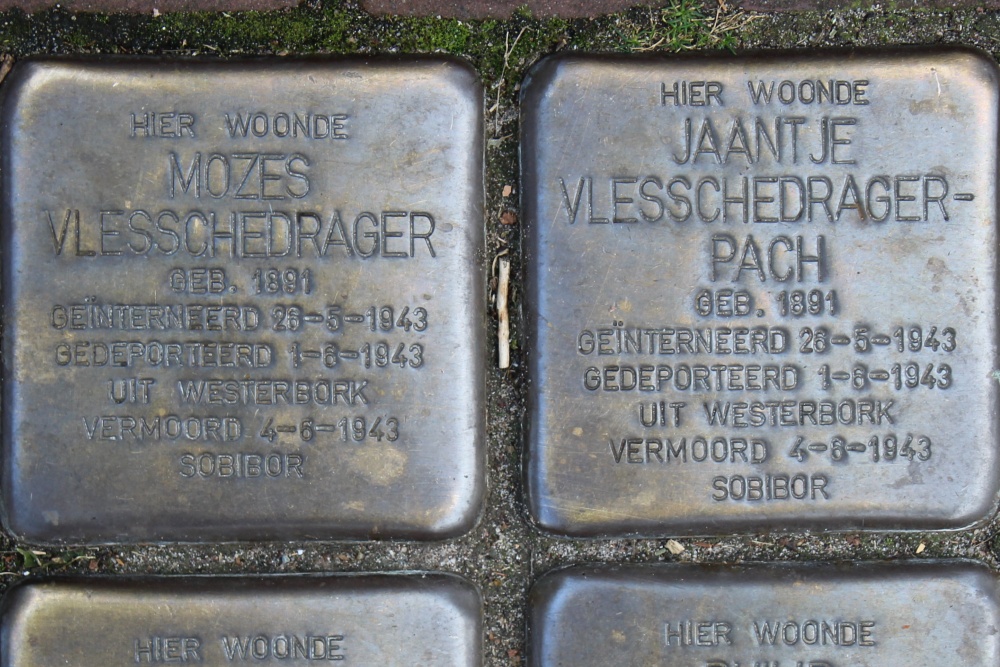 HIER WOONDE
MOZES
VLESSCHEDRAGER
GEB. 1891
GEÏNTERNEERD 26-5-1943
GEDEPORTEERD 1-6-1943
UIT WESTERBORK
VERMOORD 4-6-1943
SOBIBOR
HIER WOONDE
JAANTJE
VLESSCHEDRAGER-
PACH
GEB. 1891
GEÏNTERNEERD 26-5-1943
GEDEPORTEERD 1-6-1943
UIT WESTERBORK
VERMOORD 4-6-1943
SOBIBOR
HIER WOONDE
HIER WOONDE